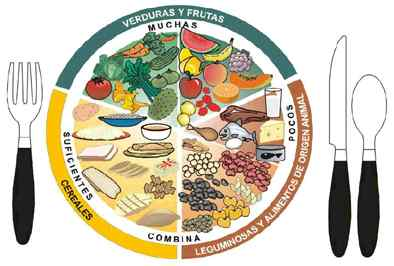 VERDURAS Y FRUTAS
MUCHAS
POCOS
LEGUMINOSAS Y ALIMENTOS DE ORIGEN ANIMAL
COMBINA
SUFICIENTES
CEREALES